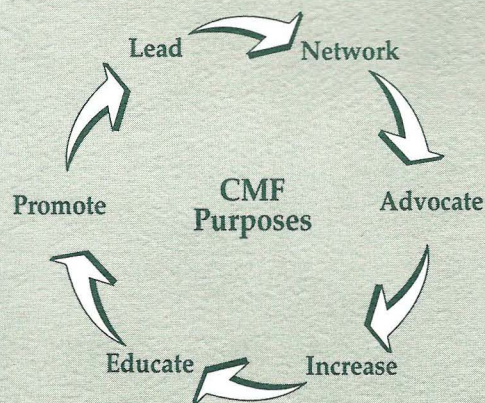 Lead
Network
Promote
CMF
Purposes
Advocate
Educate
Increase